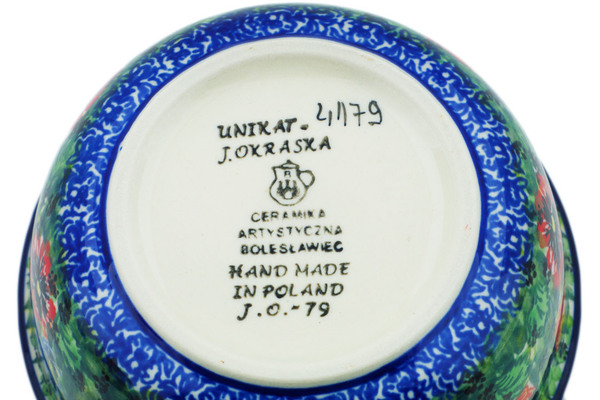 UNIKAT - 4179
J. OKRASKA
CERAMIKA
ARTYSTYCZNA
BOLESŁAWIEC
HAND MADE
IN POLAND
J.O.-79